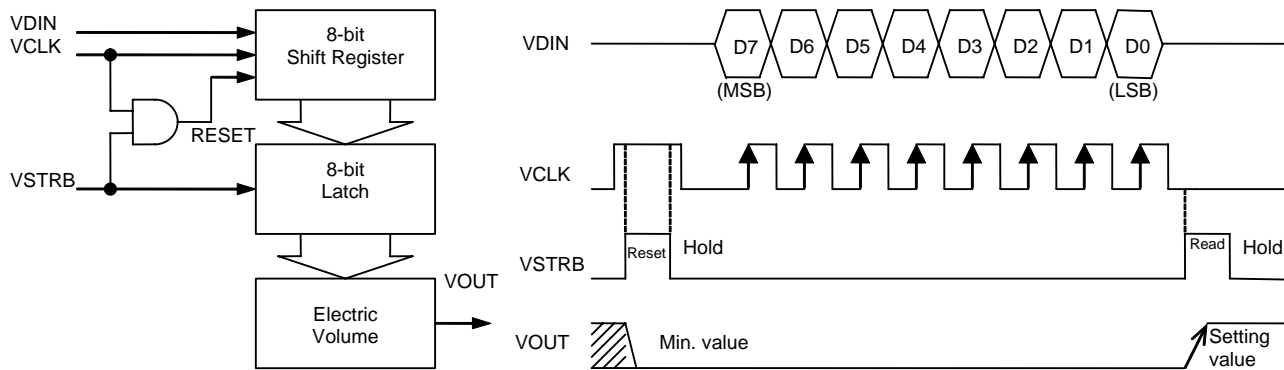 VDIN
VCLK
8-bit
Shift Register
RESET
VSTRB
8-bit
Latch
VOUT
Electric
Volume
VDIN
D7 D6 D5 D4 D3 D2 D1 D0
(MSB) (LSB)
VCLK
VSTRB
Reset Hold Read Hold
VOUT
Min. value
Setting
value